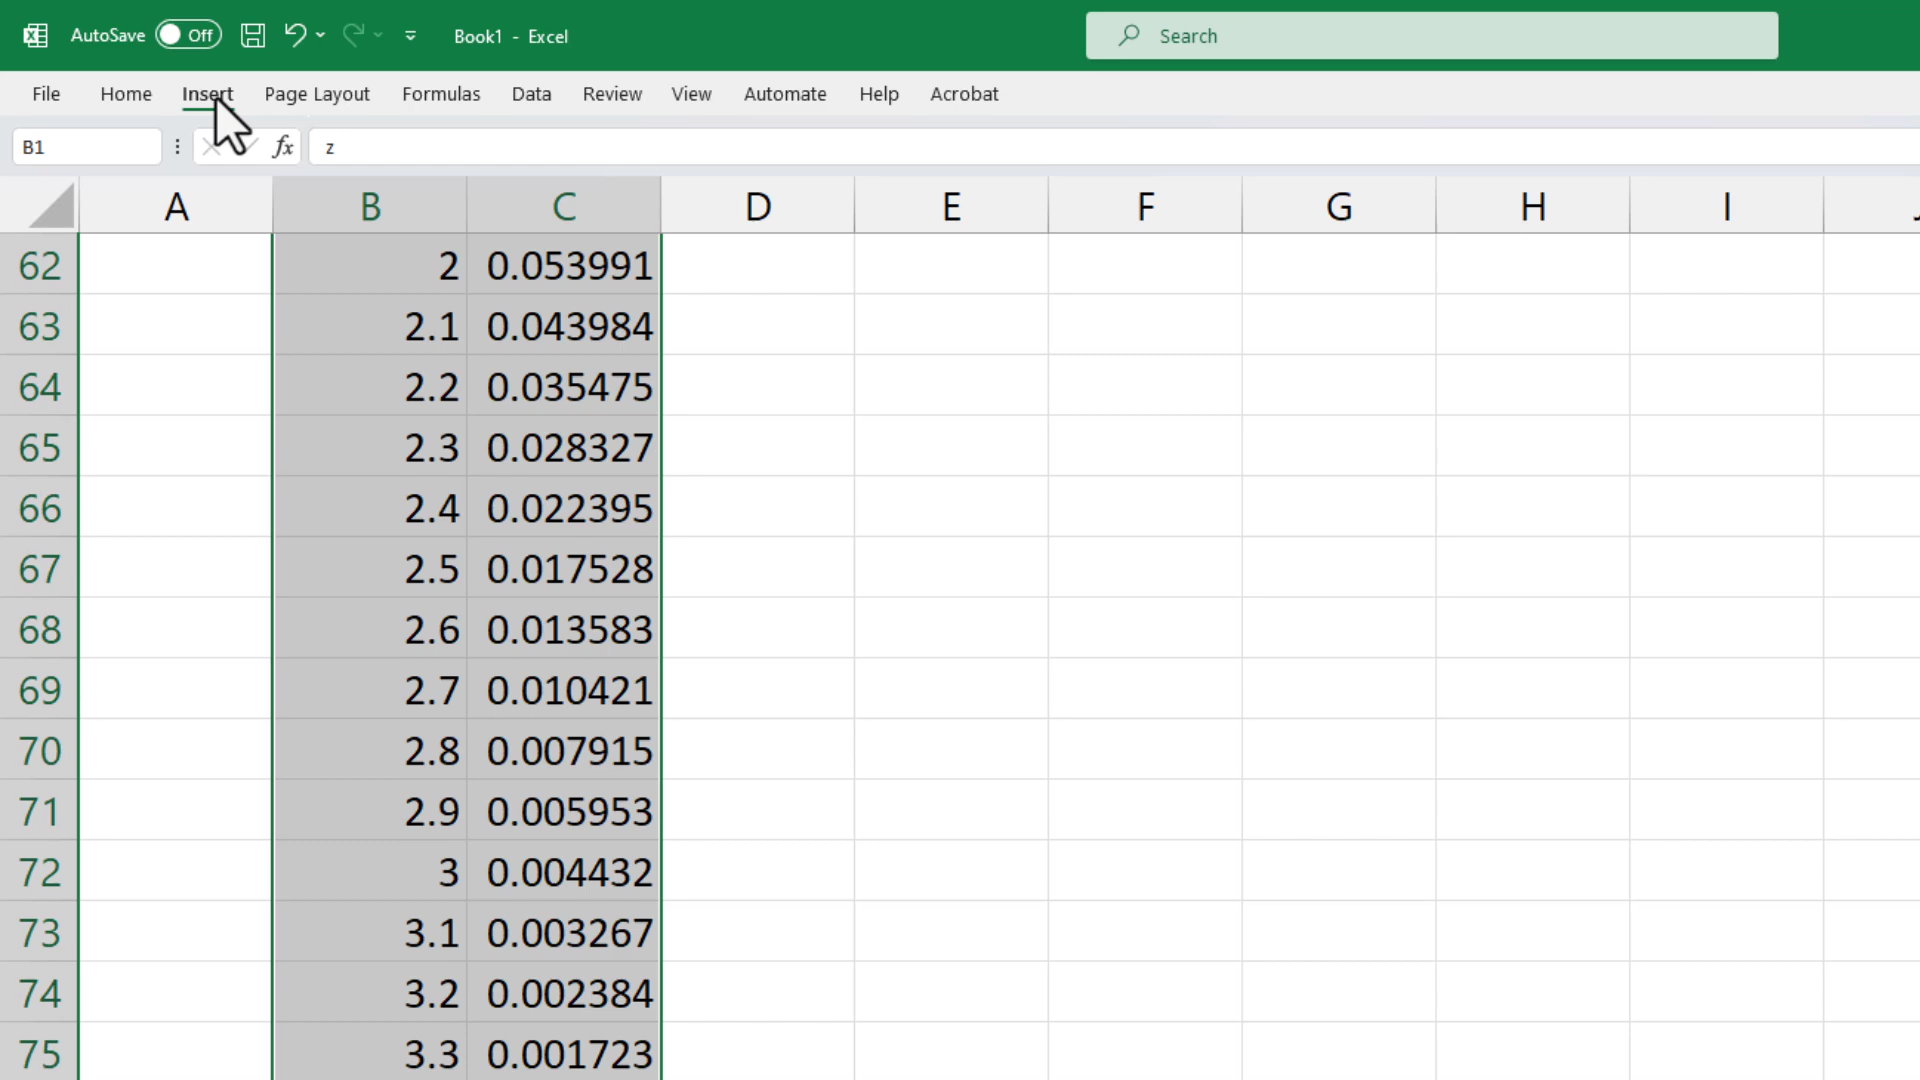 AutoSave Off Book1 - Excel Search
File Home Insert Page Layout Formulas Data Review View Automate Help Acrobat
B1 fx z
A B C D E F G H I
62 2 0.053991
63 2.1 0.043984
64 2.2 0.035475
65 2.3 0.028327
66 2.4 0.022395
67 2.5 0.017528
68 2.6 0.013583
69 2.7 0.010421
70 2.8 0.007915
71 2.9 0.005953
72 3 0.004432
73 3.1 0.003267
74 3.2 0.002384
75 3.3 0.001723